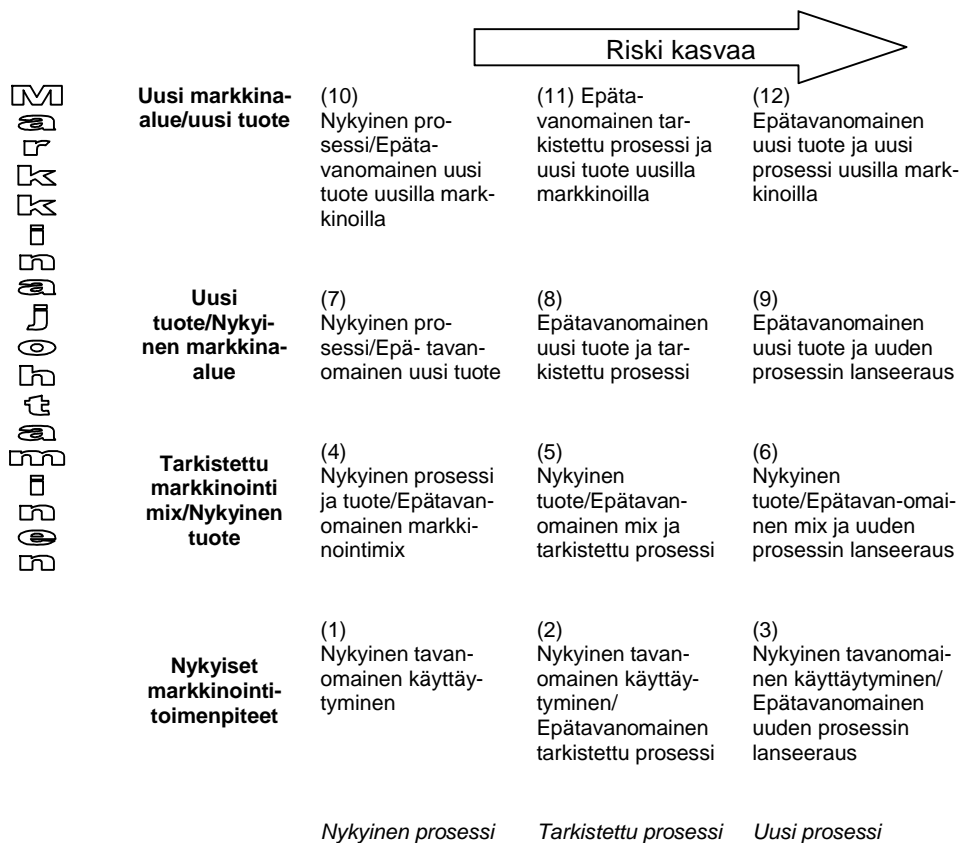 Riski kasvaa
Markkinajohtaminen
Uusi markkina-
alue/uusi tuote
(10)
Nykyinen pro-
sessi/Epäta-
vanomainen uusi
tuote uusilla mark-
kinoilla
(11) Epäta-
vanomainen tar-
kistettu prosessi ja
uusi tuote uusilla
markkinoilla
(12)
Epätavanomainen
uusi tuote ja uusi
prosessi uusilla mark-
kinoilla
Uusi
tuote/Nykyi-
nen markkina-
alue
(7)
Nykyinen pro-
sessi/Epä- tavan-
omainen uusi tuote
(8)
Epätavanomainen
uusi tuote ja tar-
kistettu prosessi
(9)
Epätavanomainen
uusi tuote ja uuden
prosessin lanseeraus
Tarkistettu
markkinointi
mix/Nykyinen
tuote
(4)
Nykyinen prosessi
ja tuote/Epätavan-
omainen markki-
nointimix
(5)
Nykyinen
tuote/Epätavan-
omainen mix ja
tarkistettu prosessi
(6)
Nykyinen
tuote/Epätavan-omai-
nen mix ja uuden
prosessin lanseeraus
Nykyiset
markkinointi-
toimenpiteet
(1)
Nykyinen tavan-
omainen käyttäy-
tyminen
(2)
Nykyinen tavan-
omainen käyttäy-
tyminen/
Epätavanomainen
tarkistettu prosessi
(3)
Nykyinen tavanomai-
nen käyttäytyminen/
Epätavanomainen
uuden prosessin
lanseeraus
Nykyinen prosessi
Tarkistettu prosessi
Uusi prosessi